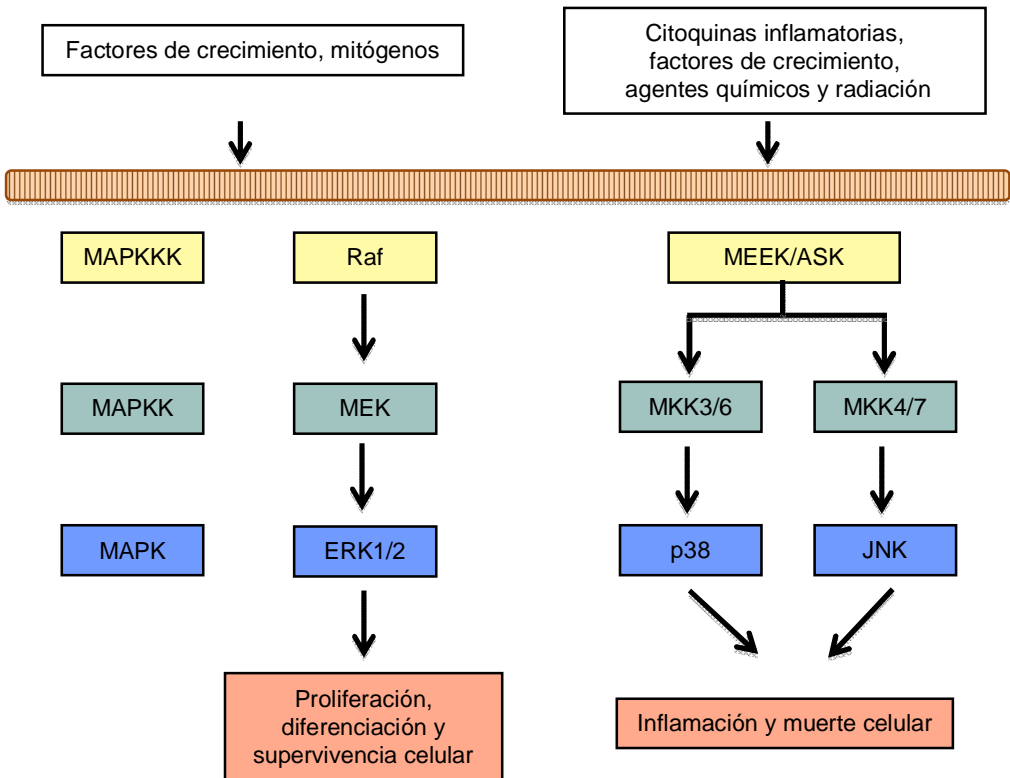 Factores de crecimiento, mitógenos
Citoquinas inflamatorias,
factores de crecimiento,
agentes químicos y radiación
MAPKKK
Raf
MEEK/ASK
MAPKK
MEK
MKK3/6
MKK4/7
MAPK
ERK1/2
p38
JNK
Proliferación,
diferenciación y
supervivencia celular
Inflamación y muerte celular